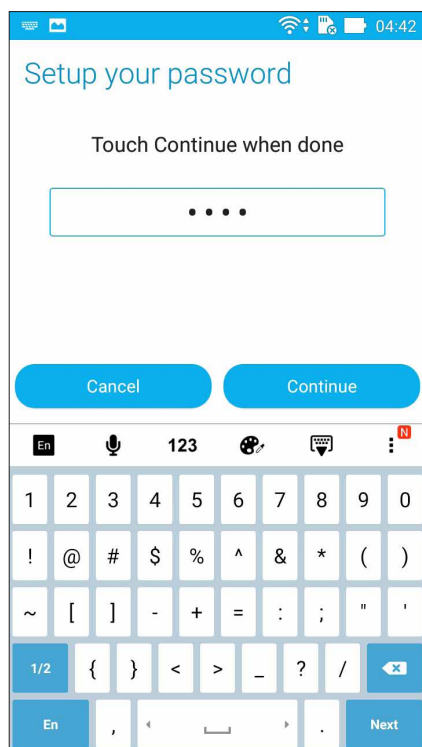 04:42
Setup your password
Touch Continue when done
••••
Cancel Continue
En 123 N
1 2 3 4 5 6 7 8 9 0
! @ # $ % ^ & * ( )
~ [ ] - + = : ; " '
1/2 { } < > _ ? /
En , . Next